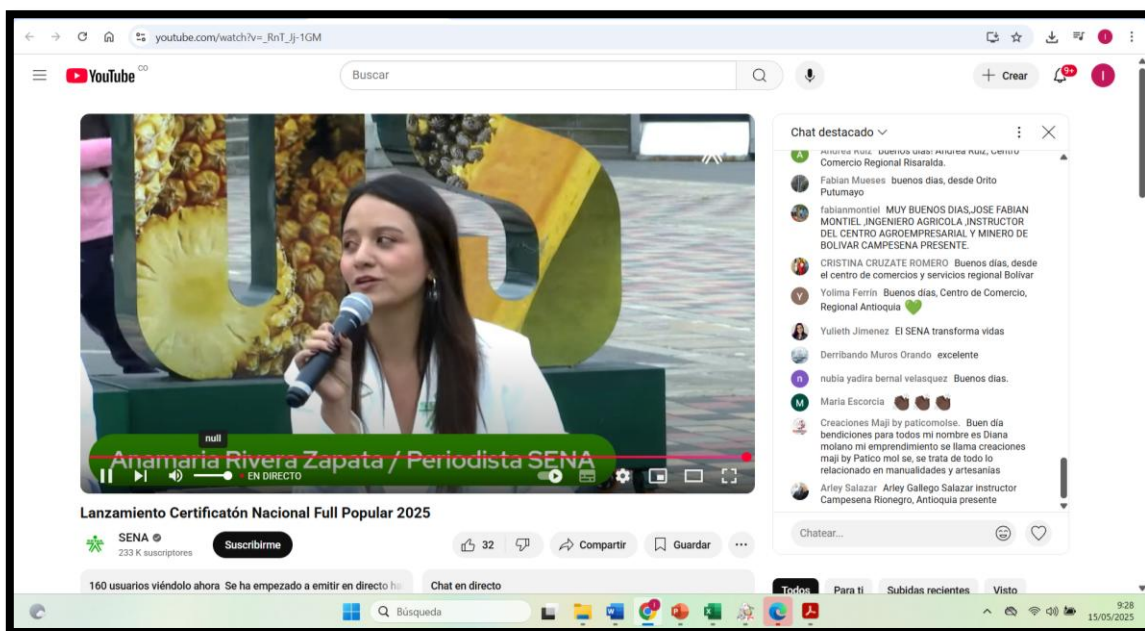 youtube.com/watch?v=_RnT_Jj-1GM
YouTube CO
Buscar
Crear
9+
I
Anamaria Rivera Zapata / Periodista SENA
null
EN DIRECTO
Lanzamiento Certificatón Nacional Full Popular 2025
SENA
233 K suscriptores
Suscribirme
32
Compartir
Guardar
160 usuarios viéndolo ahora Se ha empezado a emitir en directo
Chat en directo
Chat destacado
Andrea Ruiz buenos días! Andrea Ruiz, Centro
Comercio Regional Risaralda.
Fabian Mueses buenos dias, desde Orito
Putumayo
fabianmontiel MUY BUENOS DIAS,JOSE FABIAN
MONTIEL ,INGENIERO AGRICOLA ,INSTRUCTOR
DEL CENTRO AGROEMPRESARIAL Y MINERO DE
BOLIVAR CAMPESENA PRESENTE.
CRISTINA CRUZATE ROMERO Buenos días, desde
el centro de comercios y servicios regional Bolívar
Yolima Ferrin Buenos días, Centro de Comercio,
Regional Antioquia 💚
Yulieth Jimenez El SENA transforma vidas
Derribando Muros Orando excelente
nubia yadira bernal velasquez Buenos dias.
Maria Escorcia 👏🏿👏🏿👏🏿
Creaciones Maji by paticomolse. Buen día
bendiciones para todos mi nombre es Diana
molano mi emprendimiento se llama creaciones
maji by Patico mol se, se trata de todo lo
relacionado en manualidades y artesanías
Arley Salazar Arley Gallego Salazar instructor
Campesena Rionegro, Antioquia presente
Chatear...
Todos Para ti Subidas recientes Visto
Búsqueda
9:28
15/05/2025